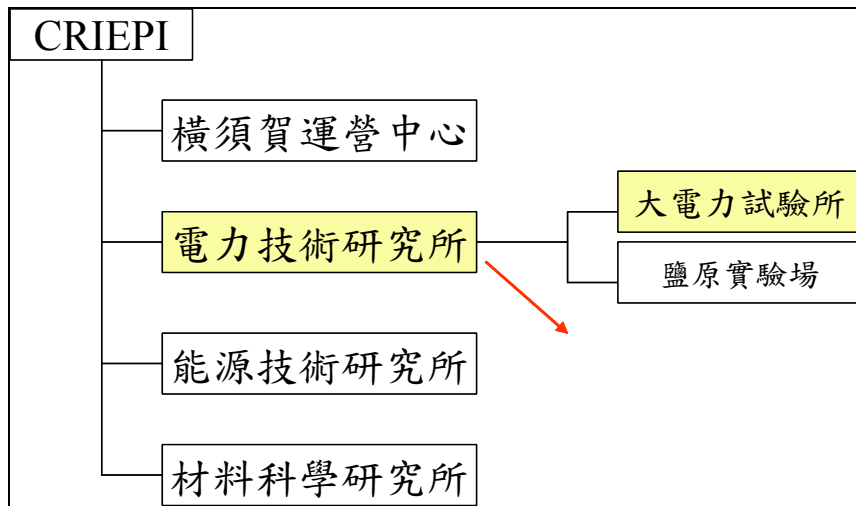 CRIEPI
橫須賀運營中心
電力技術研究所
大電力試驗所
鹽原實驗場
能源技術研究所
材料科學研究所